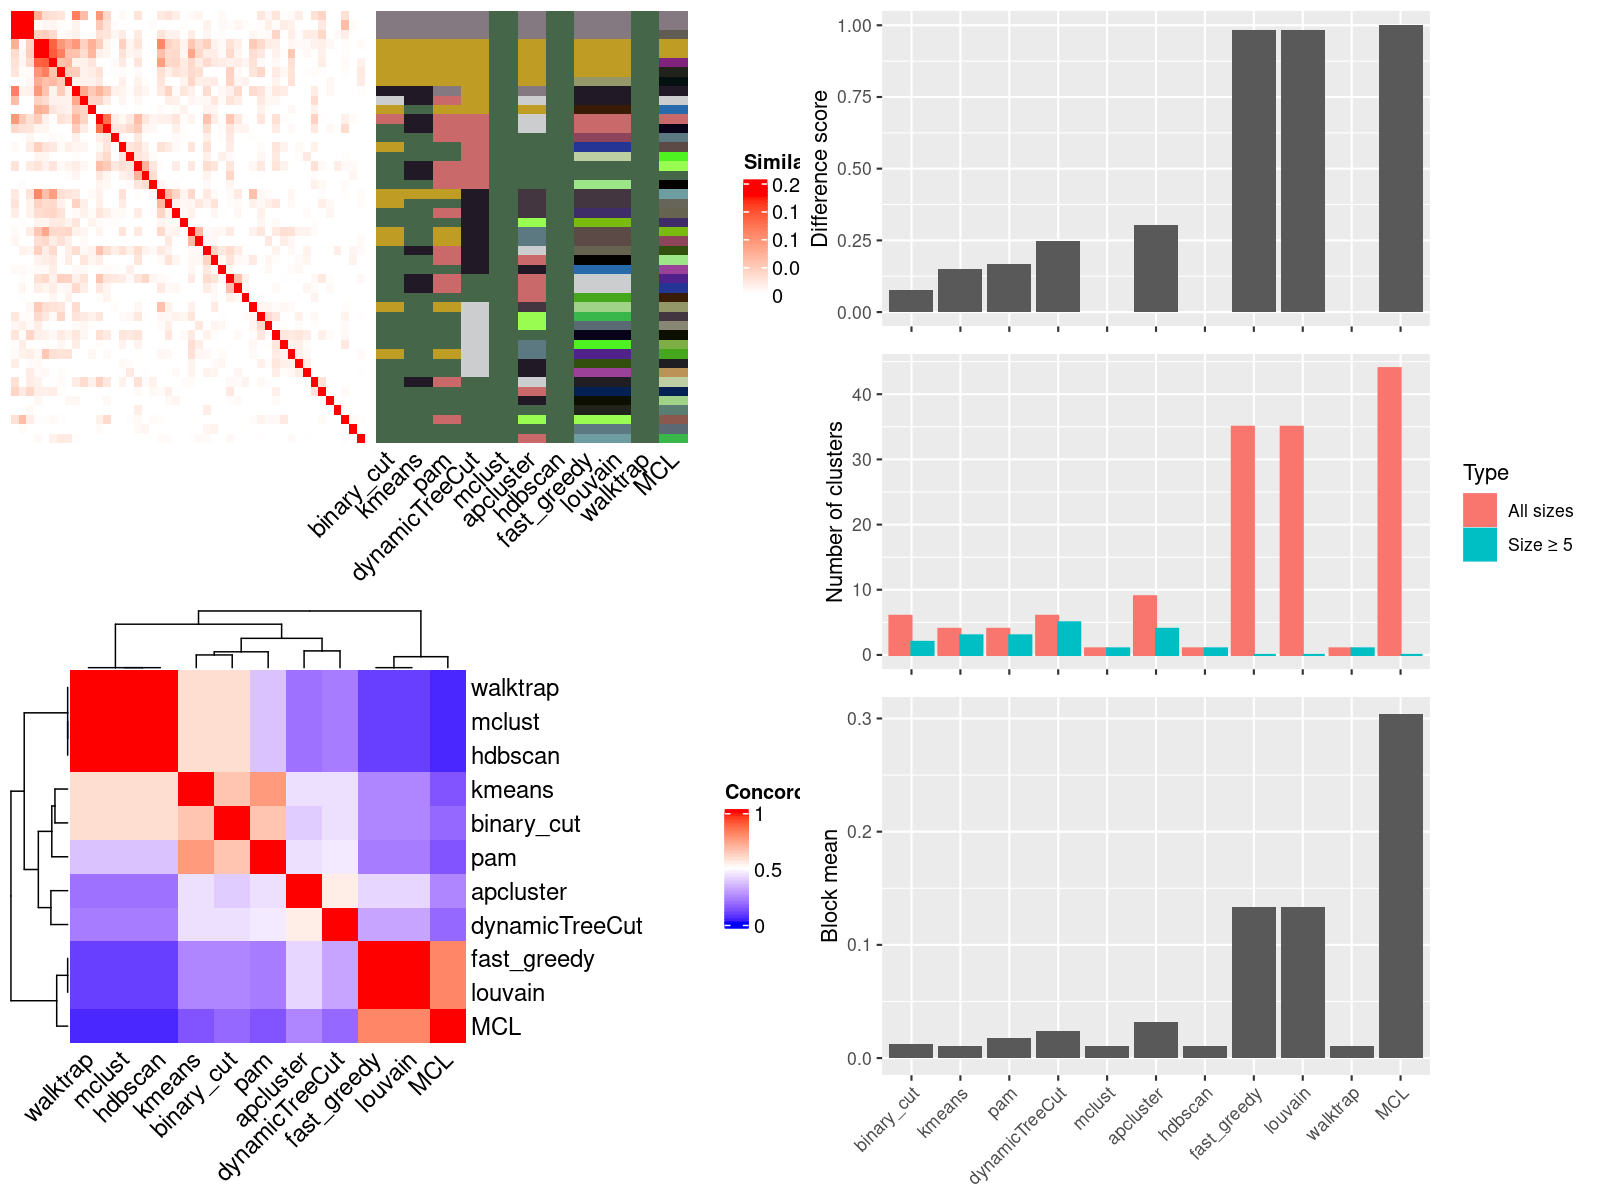 Simila
0.2
0.1
0.1
0.0
0
binary_cut
kmeans
pam
dynamicTreeCut
mclust
apcluster
hdbscan
fast_greedy
louvain
walktrap
MCL
walktrap
mclust
hdbscan
kmeans
binary_cut
pam
apcluster
dynamicTreeCut
fast_greedy
louvain
MCL
walktrap
mclust
hdbscan
kmeans
binary_cut
pam
apcluster
dynamicTreeCut
fast_greedy
louvain
MCL
Concord
1
0.5
0
Difference score
1.00
0.75
0.50
0.25
0.00
Number of clusters
40
30
20
10
0
Type
All sizes
Size ≥ 5
Block mean
0.3
0.2
0.1
0.0
binary_cut
kmeans
pam
dynamicTreeCut
mclust
apcluster
hdbscan
fast_greedy
louvain
walktrap
MCL